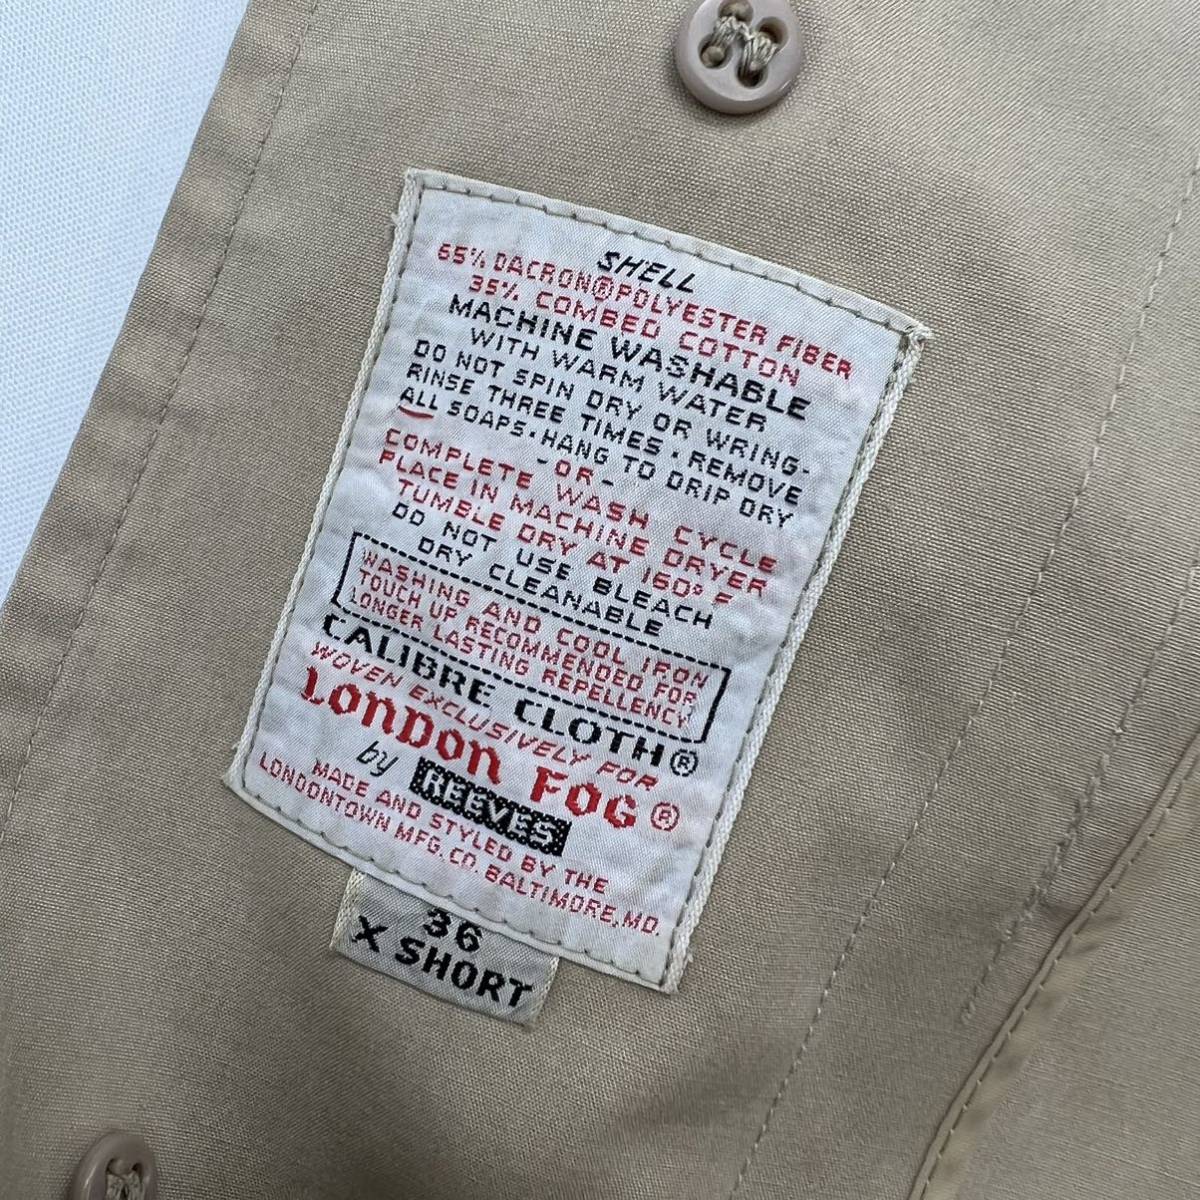 SHELL
65% DACRON®POLYESTER FIBER
35% COMBED COTTON
MACHINE WASHABLE
WITH WARM WATER
DO NOT SPIN DRY OR WRING-
RINSE THREE TIMES · REMOVE
ALL SOAPS · HANG TO DRIP DRY
-OR-
COMPLETE WASH CYCLE
PLACE IN MACHINE DRYER
TUMBLE DRY AT 160° F
DO NOT USE BLEACH
DRY CLEANABLE
WASHING AND COOL IRON
TOUCH UP RECOMMENDED FOR
LONGER LASTING REPELLENCY
CALIBRE CLOTH®
WOVEN EXCLUSIVELY FOR
LONDON FOG®
by REEVES
MADE AND STYLED BY THE
LONDONTOWN MFG. CO. BALTIMORE, MD.
36
X SHORT